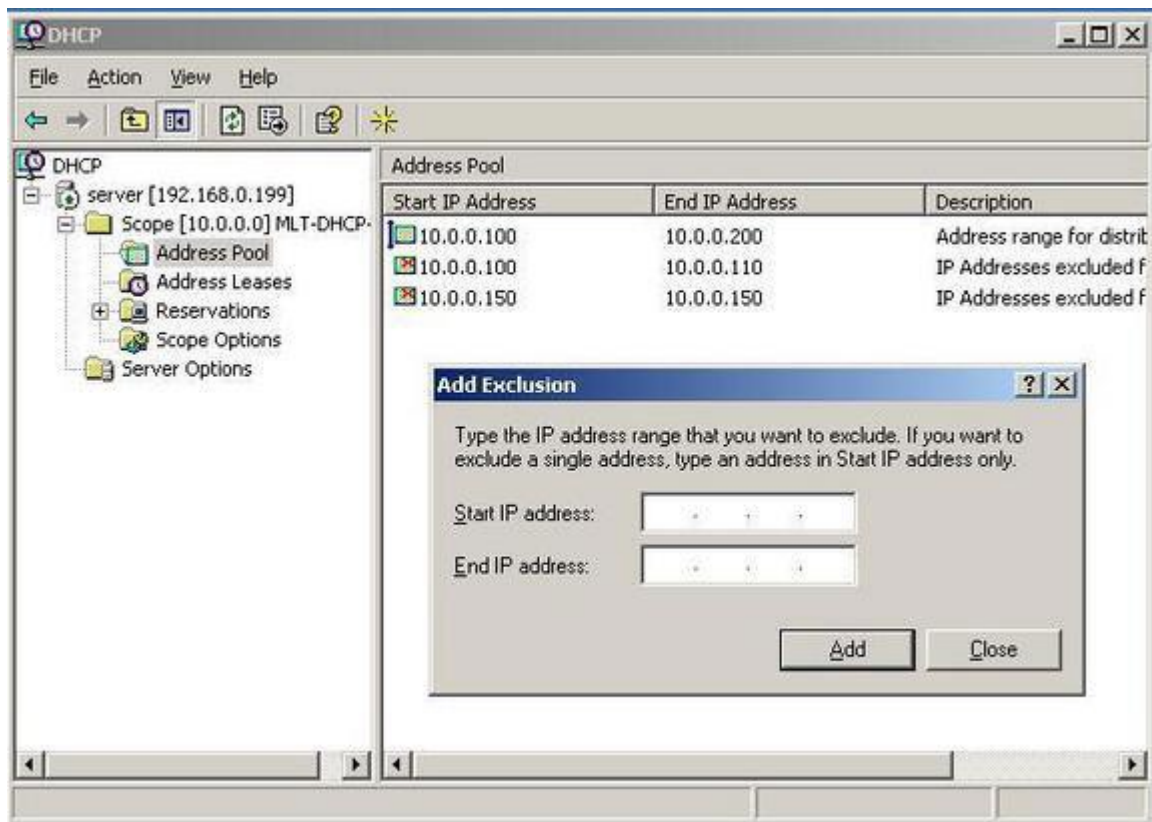 DHCP
File Action View Help
DHCP
server [192.168.0.199]
Scope [10.0.0.0] MLT-DHCP-
Address Pool
Address Leases
Reservations
Scope Options
Server Options
Address Pool
Start IP Address End IP Address Description
10.0.0.100 10.0.0.200 Address range for distrib
10.0.0.100 10.0.0.110 IP Addresses excluded f
10.0.0.150 10.0.0.150 IP Addresses excluded f
Add Exclusion
Type the IP address range that you want to exclude. If you want to
exclude a single address, type an address in Start IP address only.
Start IP address:
End IP address:
Add Close